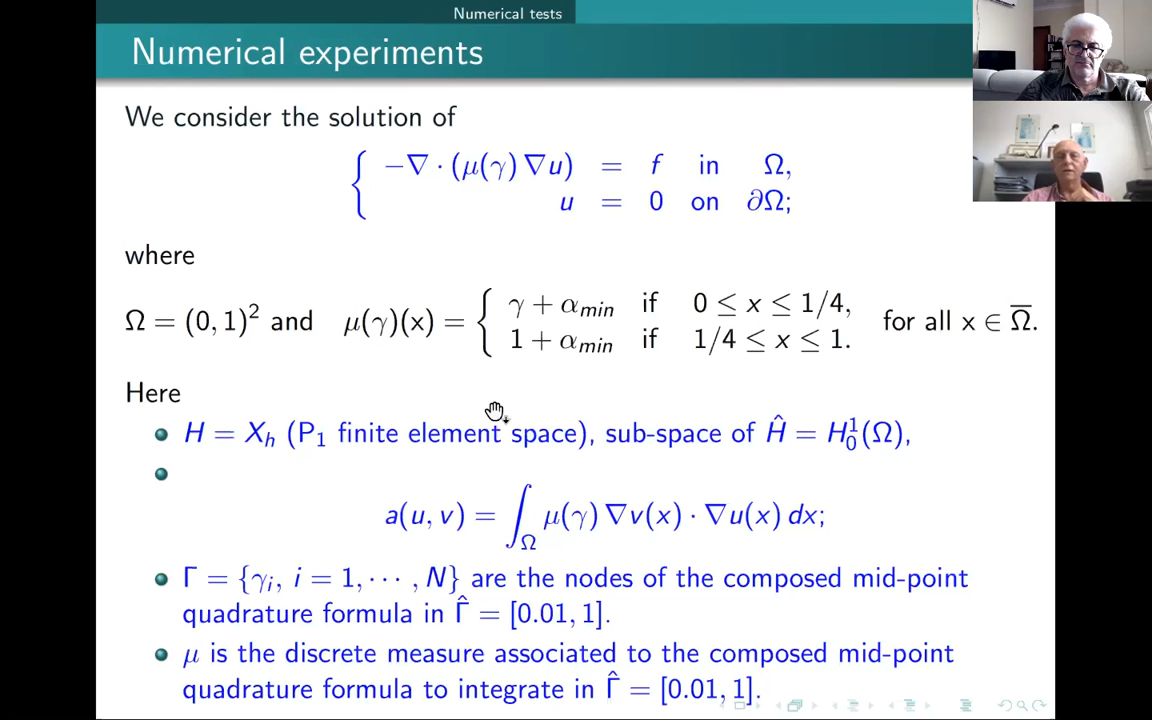 Numerical tests
Numerical experiments
We consider the solution of
−∇ · (μ(γ) ∇u) = f in Ω,
u = 0 on ∂Ω;
where
Ω = (0, 1)² and μ(γ)(x) = { γ + α_min if 0 ≤ x ≤ 1/4, for all x ∈ Ω̅.
1 + α_min if 1/4 ≤ x ≤ 1.
Here
H = X_h (P₁ finite element space), sub-space of Ĥ = H₀¹(Ω),
a(u, v) = ∫_Ω μ(γ) ∇v(x) · ∇u(x) dx;
Γ = {γ_i, i = 1, ⋯ , N} are the nodes of the composed mid-point
quadrature formula in Γ̂ = [0.01, 1].
μ is the discrete measure associated to the composed mid-point
quadrature formula to integrate in Γ̂ = [0.01, 1].